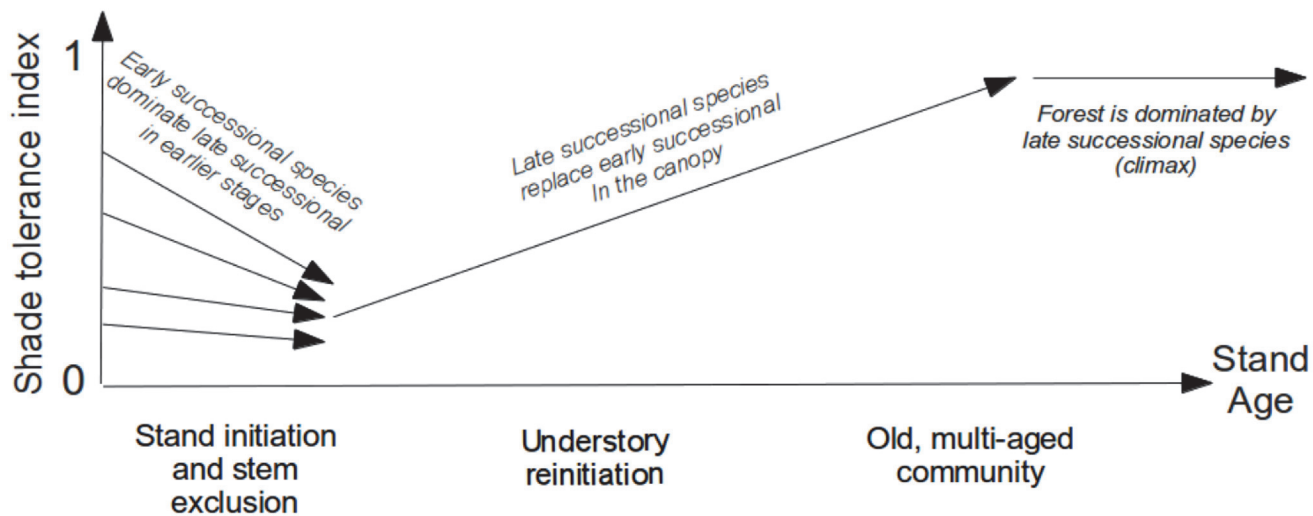 Shade tolerance index
1
0
Early successional species
dominate late successional
in earlier stages
Late successional species
replace early successional
In the canopy
Forest is dominated by
late successional species
(climax)
Stand
Age
Stand initiation
and stem
exclusion
Understory
reinitiation
Old, multi-aged
community